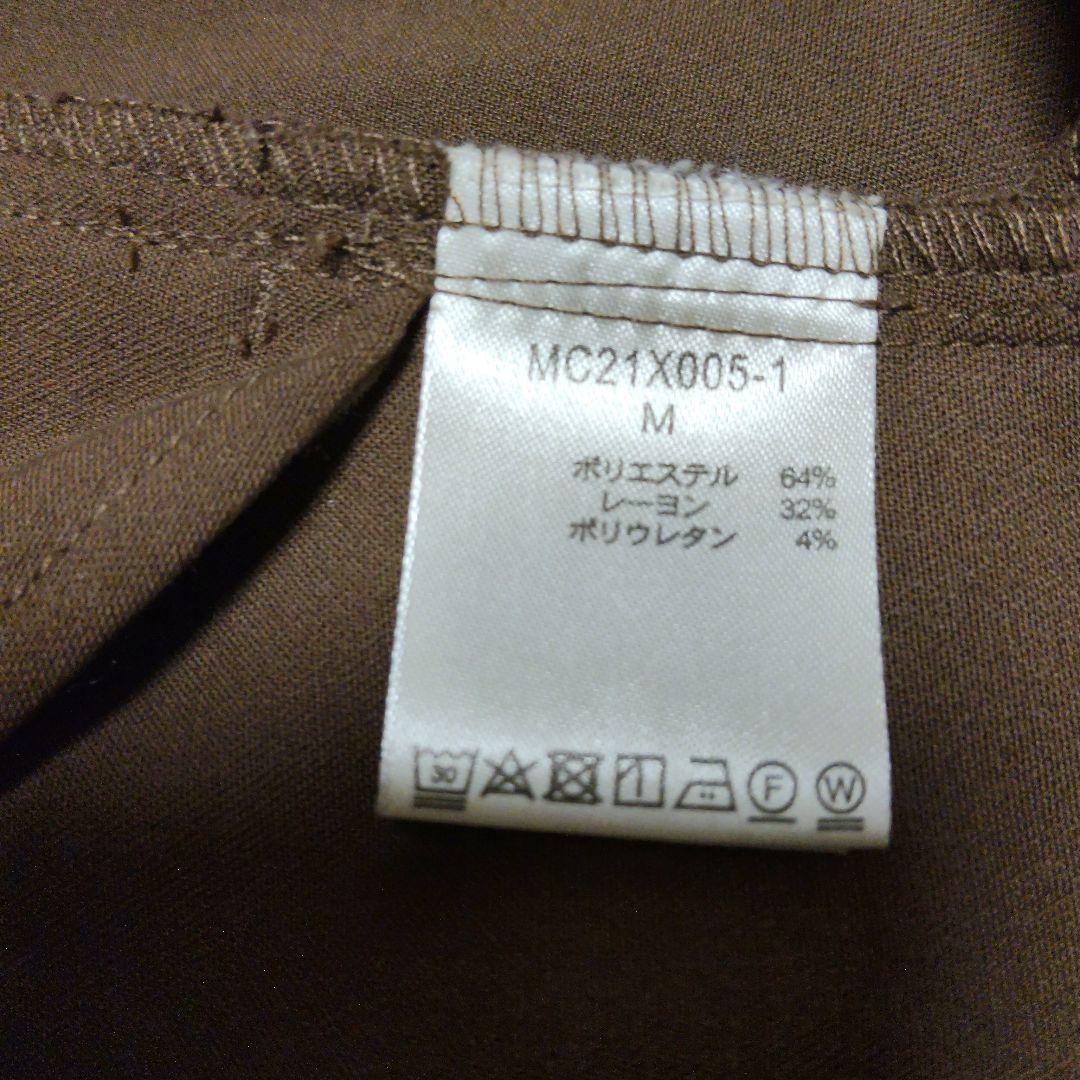 MC21X005-1
M
ポリエステル 64%
レーヨン 32%
ポリウレタン 4%
30 F W